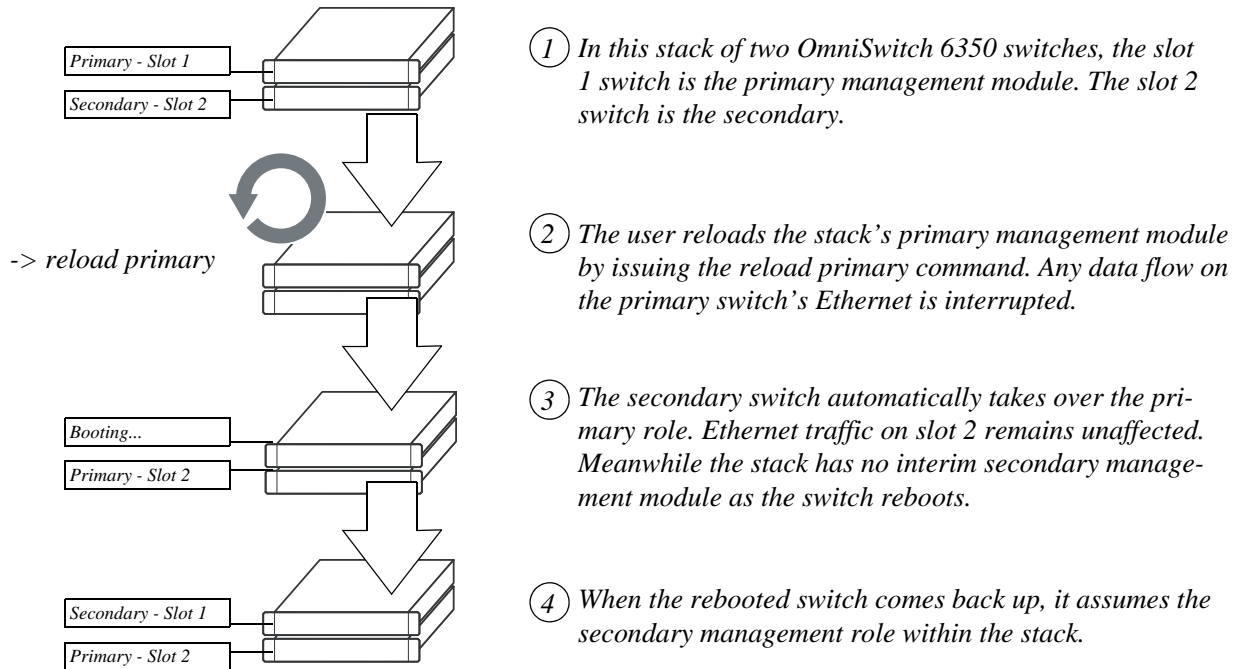 Primary - Slot 1
Secondary - Slot 2
1 In this stack of two OmniSwitch 6350 switches, the slot
1 switch is the primary management module. The slot 2
switch is the secondary.
-> reload primary
2 The user reloads the stack’s primary management module
by issuing the reload primary command. Any data flow on
the primary switch’s Ethernet is interrupted.
Booting...
Primary - Slot 2
3 The secondary switch automatically takes over the pri-
mary role. Ethernet traffic on slot 2 remains unaffected.
Meanwhile the stack has no interim secondary manage-
ment module as the switch reboots.
Secondary - Slot 1
Primary - Slot 2
4 When the rebooted switch comes back up, it assumes the
secondary management role within the stack.